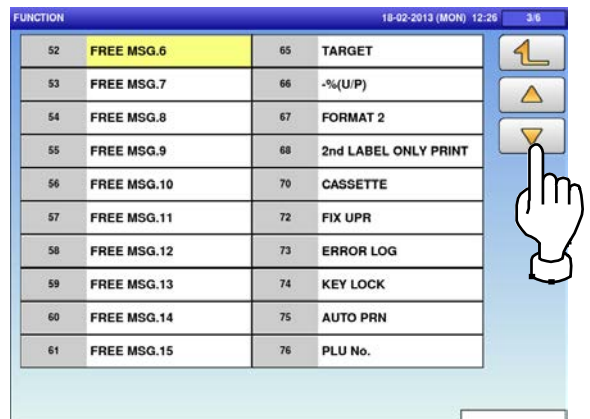 FUNCTION 18-02-2013 (MON) 12:26 3/6
52 FREE MSG.6 65 TARGET
53 FREE MSG.7 66 -%(U/P)
54 FREE MSG.8 67 FORMAT 2
55 FREE MSG.9 68 2nd LABEL ONLY PRINT
56 FREE MSG.10 70 CASSETTE
57 FREE MSG.11 72 FIX UPR
58 FREE MSG.12 73 ERROR LOG
59 FREE MSG.13 74 KEY LOCK
60 FREE MSG.14 75 AUTO PRN
61 FREE MSG.15 76 PLU No.